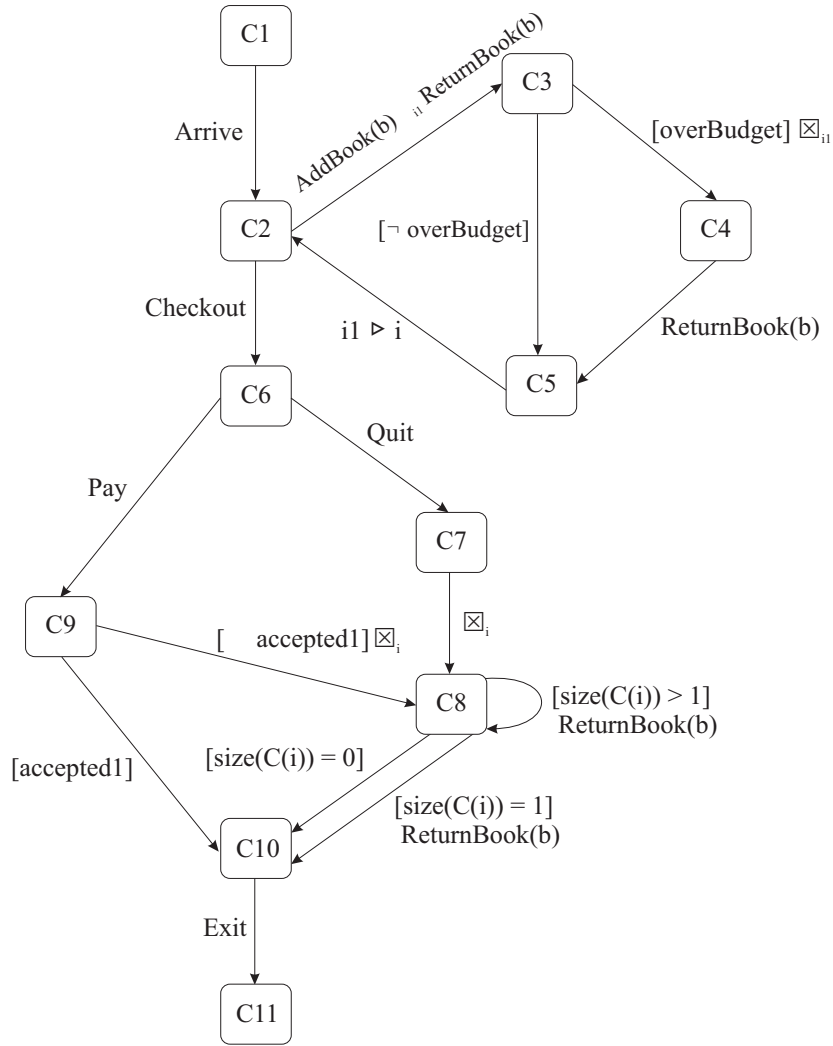 C1
Arrive
AddBook(b) i1 ReturnBook(b)
C3
[overBudget] ☒i1
C2
[¬ overBudget]
C4
Checkout
i1 ▷ i
ReturnBook(b)
C5
C6
Quit
Pay
C7
C9
☒i
[ accepted1] ☒i
C8
[size(C(i)) > 1]
ReturnBook(b)
[size(C(i)) = 0]
[accepted1]
[size(C(i)) = 1]
ReturnBook(b)
C10
Exit
C11